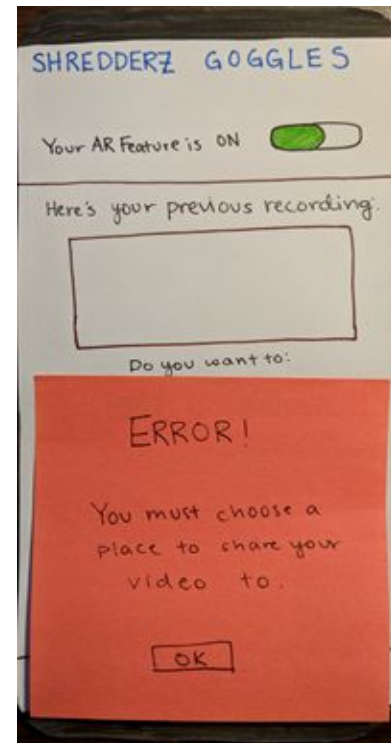 SHREDDERZ GOGGLES
Your AR Feature is ON
Here's your previous recording:
Do you want to:
ERROR!
You must choose a
place to share your
video to.
OK